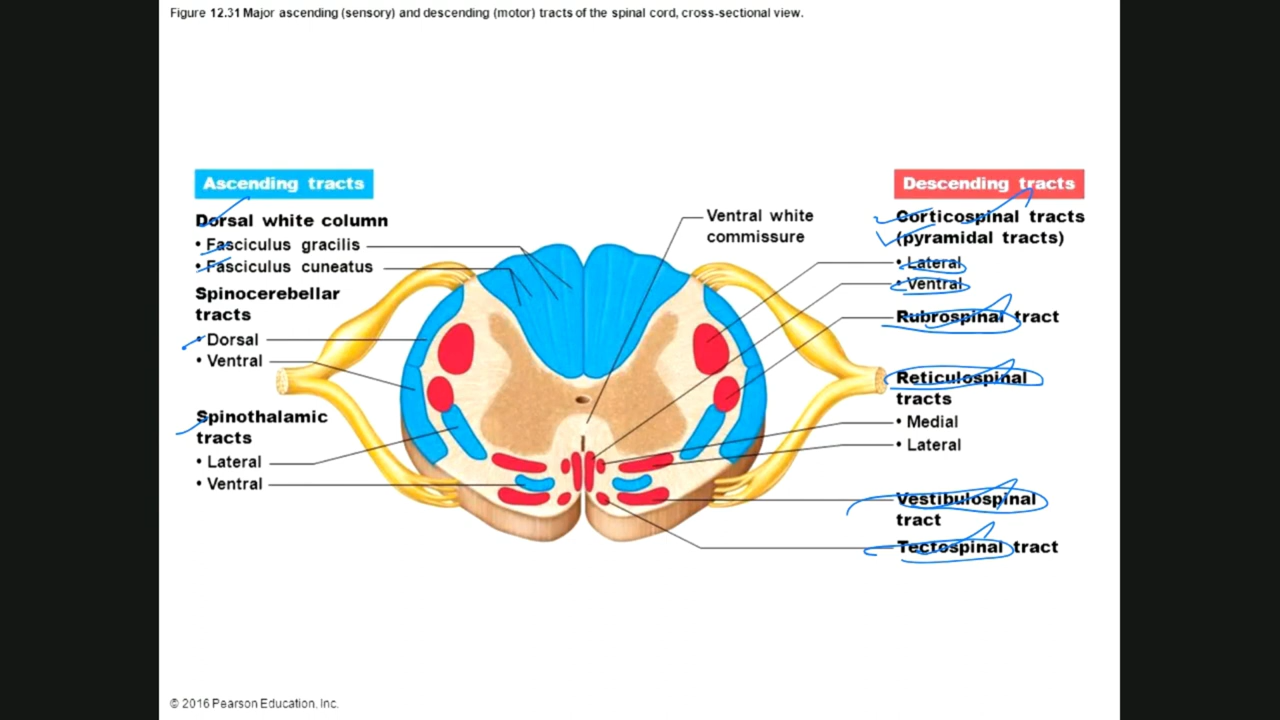 Figure 12.31 Major ascending (sensory) and descending (motor) tracts of the spinal cord, cross-sectional view.
Ascending tracts
Dorsal white column
• Fasciculus gracilis
• Fasciculus cuneatus
Spinocerebellar
tracts
• Dorsal
• Ventral
Spinothalamic
tracts
• Lateral
• Ventral
Ventral white
commissure
Descending tracts
Corticospinal tracts
(pyramidal tracts)
• Lateral
• Ventral
Rubrospinal tract
Reticulospinal
tracts
• Medial
• Lateral
Vestibulospinal
tract
Tectospinal tract
© 2016 Pearson Education, Inc.